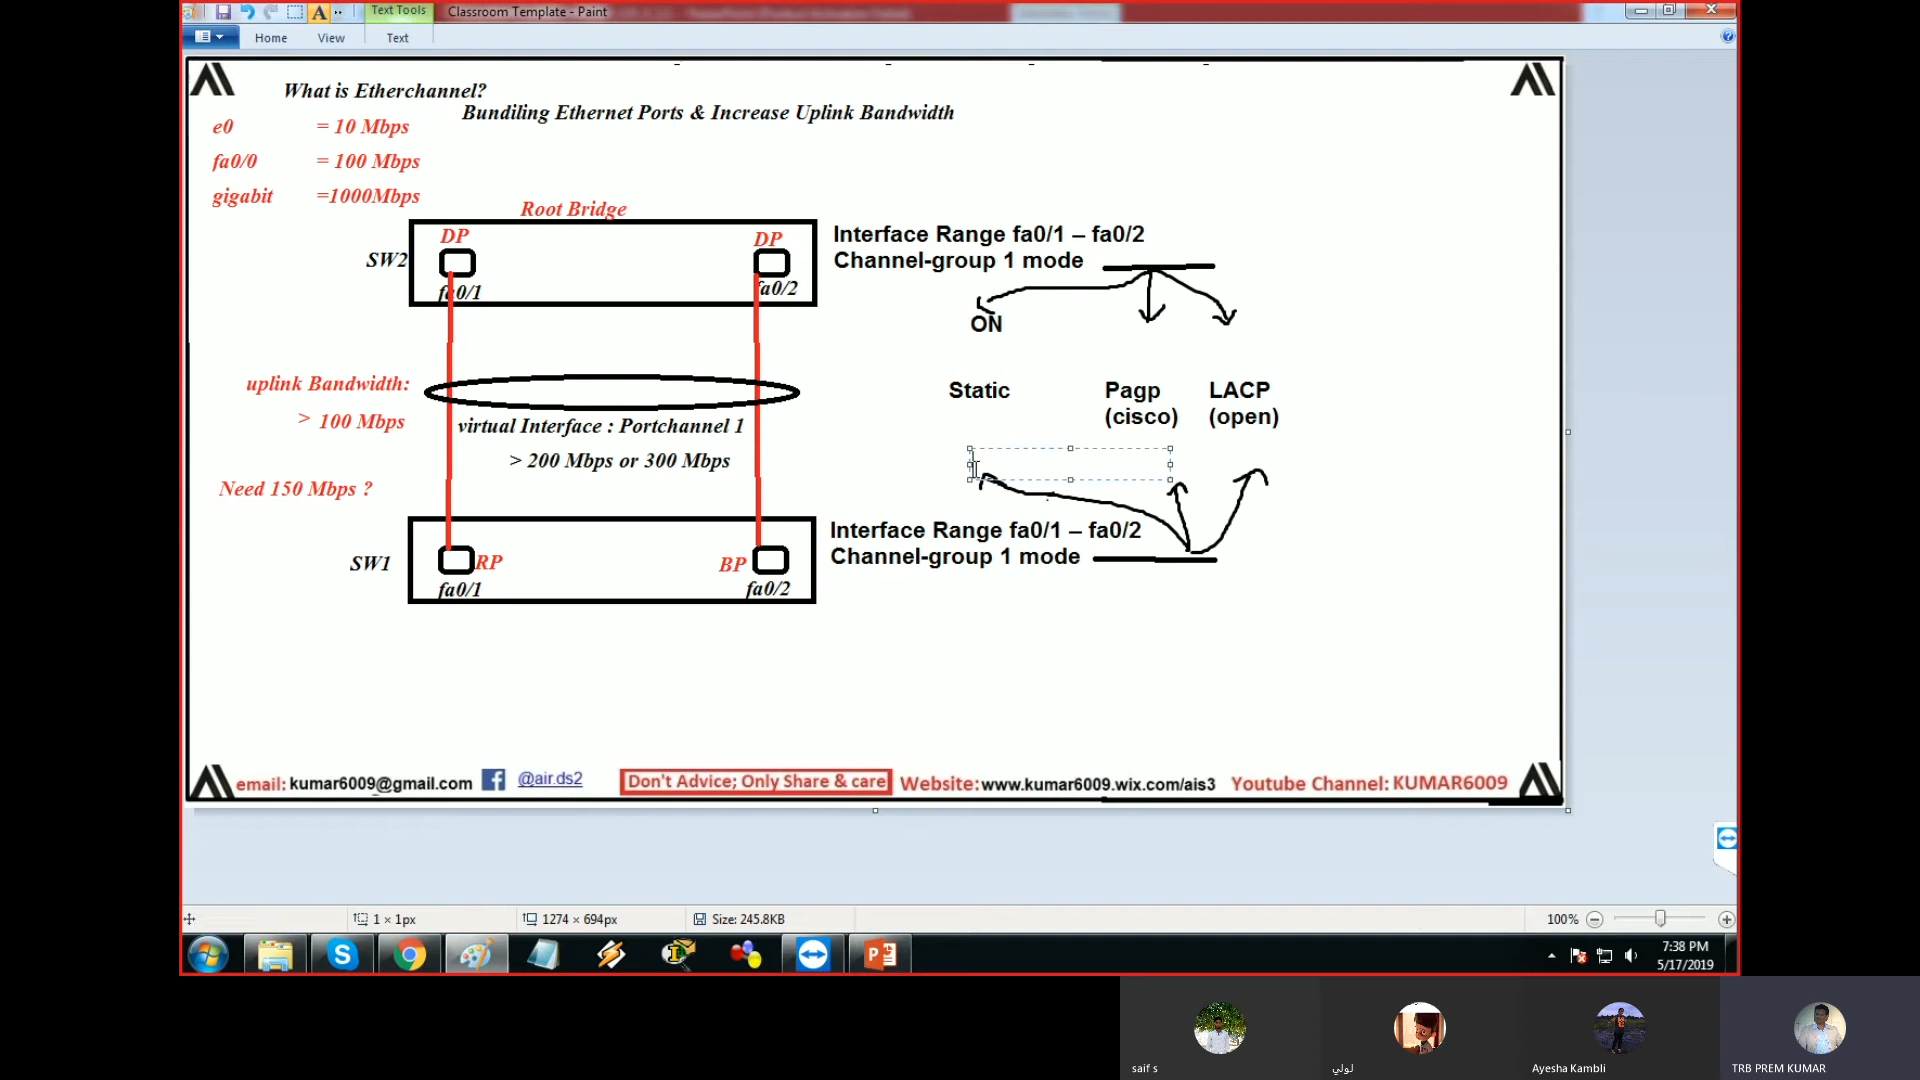 Text Tools
Classroom Template - Paint
Home
View
Text
What is Etherchannel?
Bundiling Ethernet Ports & Increase Uplink Bandwidth
e0 = 10 Mbps
fa0/0 = 100 Mbps
gigabit =1000Mbps
Root Bridge
DP
DP
SW2
fa0/1
fa0/2
Interface Range fa0/1 – fa0/2
Channel-group 1 mode
ON
uplink Bandwidth:
> 100 Mbps
Static
Pagp
(cisco)
LACP
(open)
virtual Interface : Portchannel 1
> 200 Mbps or 300 Mbps
Need 150 Mbps ?
Interface Range fa0/1 – fa0/2
Channel-group 1 mode
SW1
RP
BP
fa0/1
fa0/2
email: kumar6009@gmail.com
@air.ds2
Don't Advice; Only Share & care
Website: www.kumar6009.wix.com/ais3
Youtube Channel: KUMAR6009
1 × 1px
1274 × 694px
Size: 245.8KB
100%
7:38 PM
5/17/2019
saif s
لولي
Ayesha Kambli
TRB PREM KUMAR